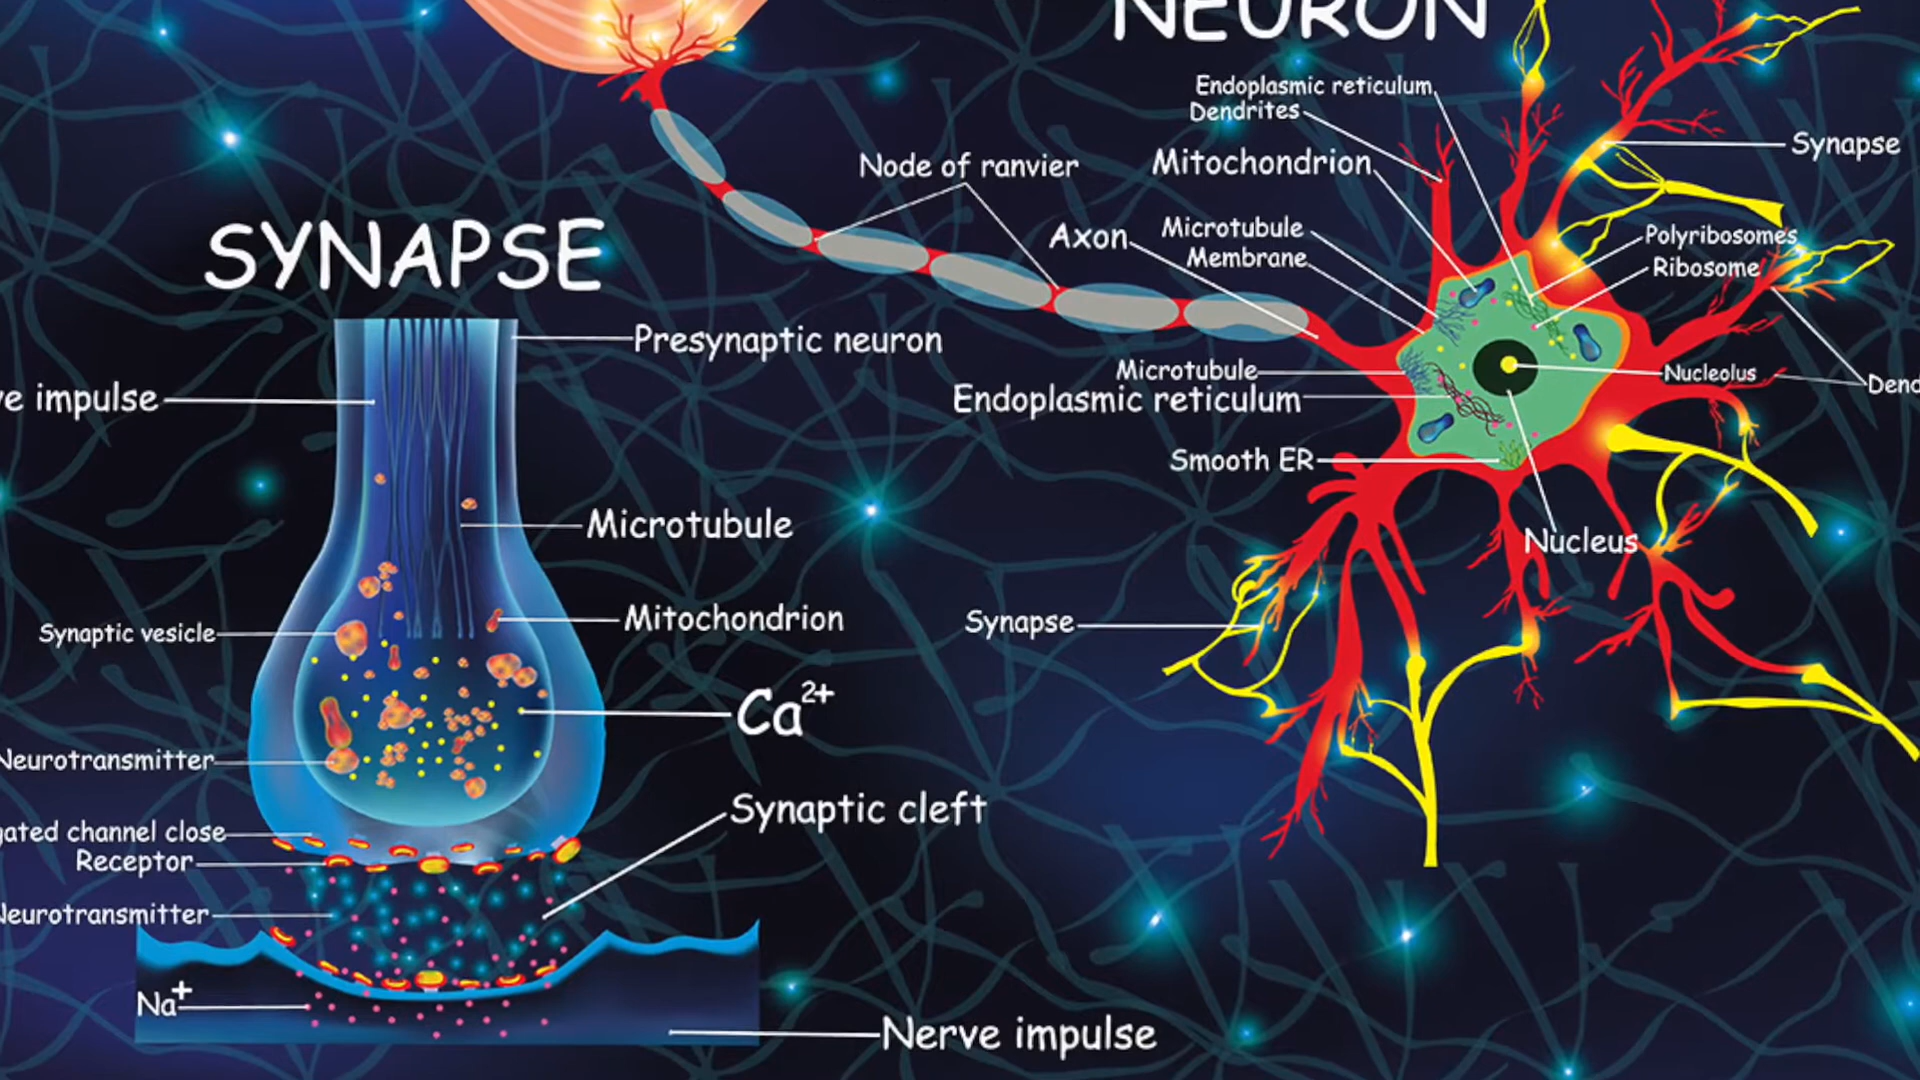 NEURON
Endoplasmic reticulum
Dendrites
Synapse
Node of ranvier
Mitochondrion
Axon
Microtubule
Membrane
Polyribosomes
Ribosome
SYNAPSE
Presynaptic neuron
Microtubule
Nucleolus
Dend
e impulse
Endoplasmic reticulum
Smooth ER
Microtubule
Nucleus
Synaptic vesicle
Mitochondrion
Synapse
Ca2+
Neurotransmitter
Synaptic cleft
gated channel close
Receptor
Neurotransmitter
Na+
Nerve impulse